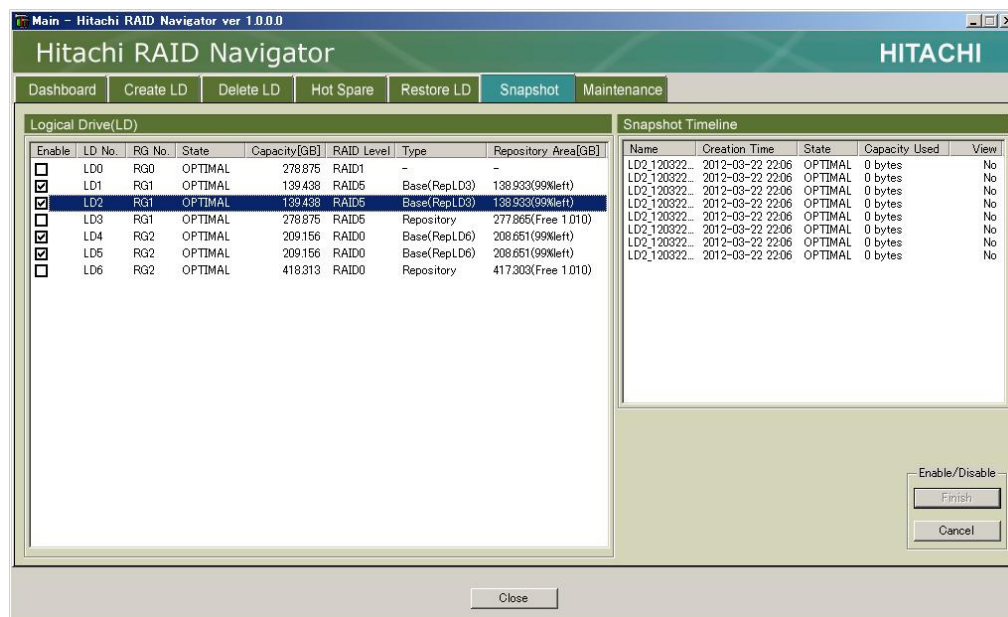 Main - Hitachi RAID Navigator ver 1.0.0.0
Hitachi RAID Navigator HITACHI
Dashboard Create LD Delete LD Hot Spare Restore LD Snapshot Maintenance
Logical Drive(LD)
Enable LD No. RG No. State Capacity[GB] RAID Level Type Repository Area[GB]
LD0 RG0 OPTIMAL 278.875 RAID1 - -
LD1 RG1 OPTIMAL 139.438 RAID5 Base(RepLD3) 138.933(99%left)
LD2 RG1 OPTIMAL 139.438 RAID5 Base(RepLD3) 138.933(99%left)
LD3 RG1 OPTIMAL 278.875 RAID5 Repository 277.865(Free 1.010)
LD4 RG2 OPTIMAL 209.156 RAID0 Base(RepLD6) 208.651(99%left)
LD5 RG2 OPTIMAL 209.156 RAID0 Base(RepLD6) 208.651(99%left)
LD6 RG2 OPTIMAL 418.313 RAID0 Repository 417.303(Free 1.010)
Snapshot Timeline
Name Creation Time State Capacity Used View
LD2_120322... 2012-03-22 22:06 OPTIMAL 0 bytes No
LD2_120322... 2012-03-22 22:06 OPTIMAL 0 bytes No
LD2_120322... 2012-03-22 22:06 OPTIMAL 0 bytes No
LD2_120322... 2012-03-22 22:06 OPTIMAL 0 bytes No
LD2_120322... 2012-03-22 22:06 OPTIMAL 0 bytes No
LD2_120322... 2012-03-22 22:06 OPTIMAL 0 bytes No
LD2_120322... 2012-03-22 22:06 OPTIMAL 0 bytes No
LD2_120322... 2012-03-22 22:06 OPTIMAL 0 bytes No
Enable/Disable
Finish
Cancel
Close